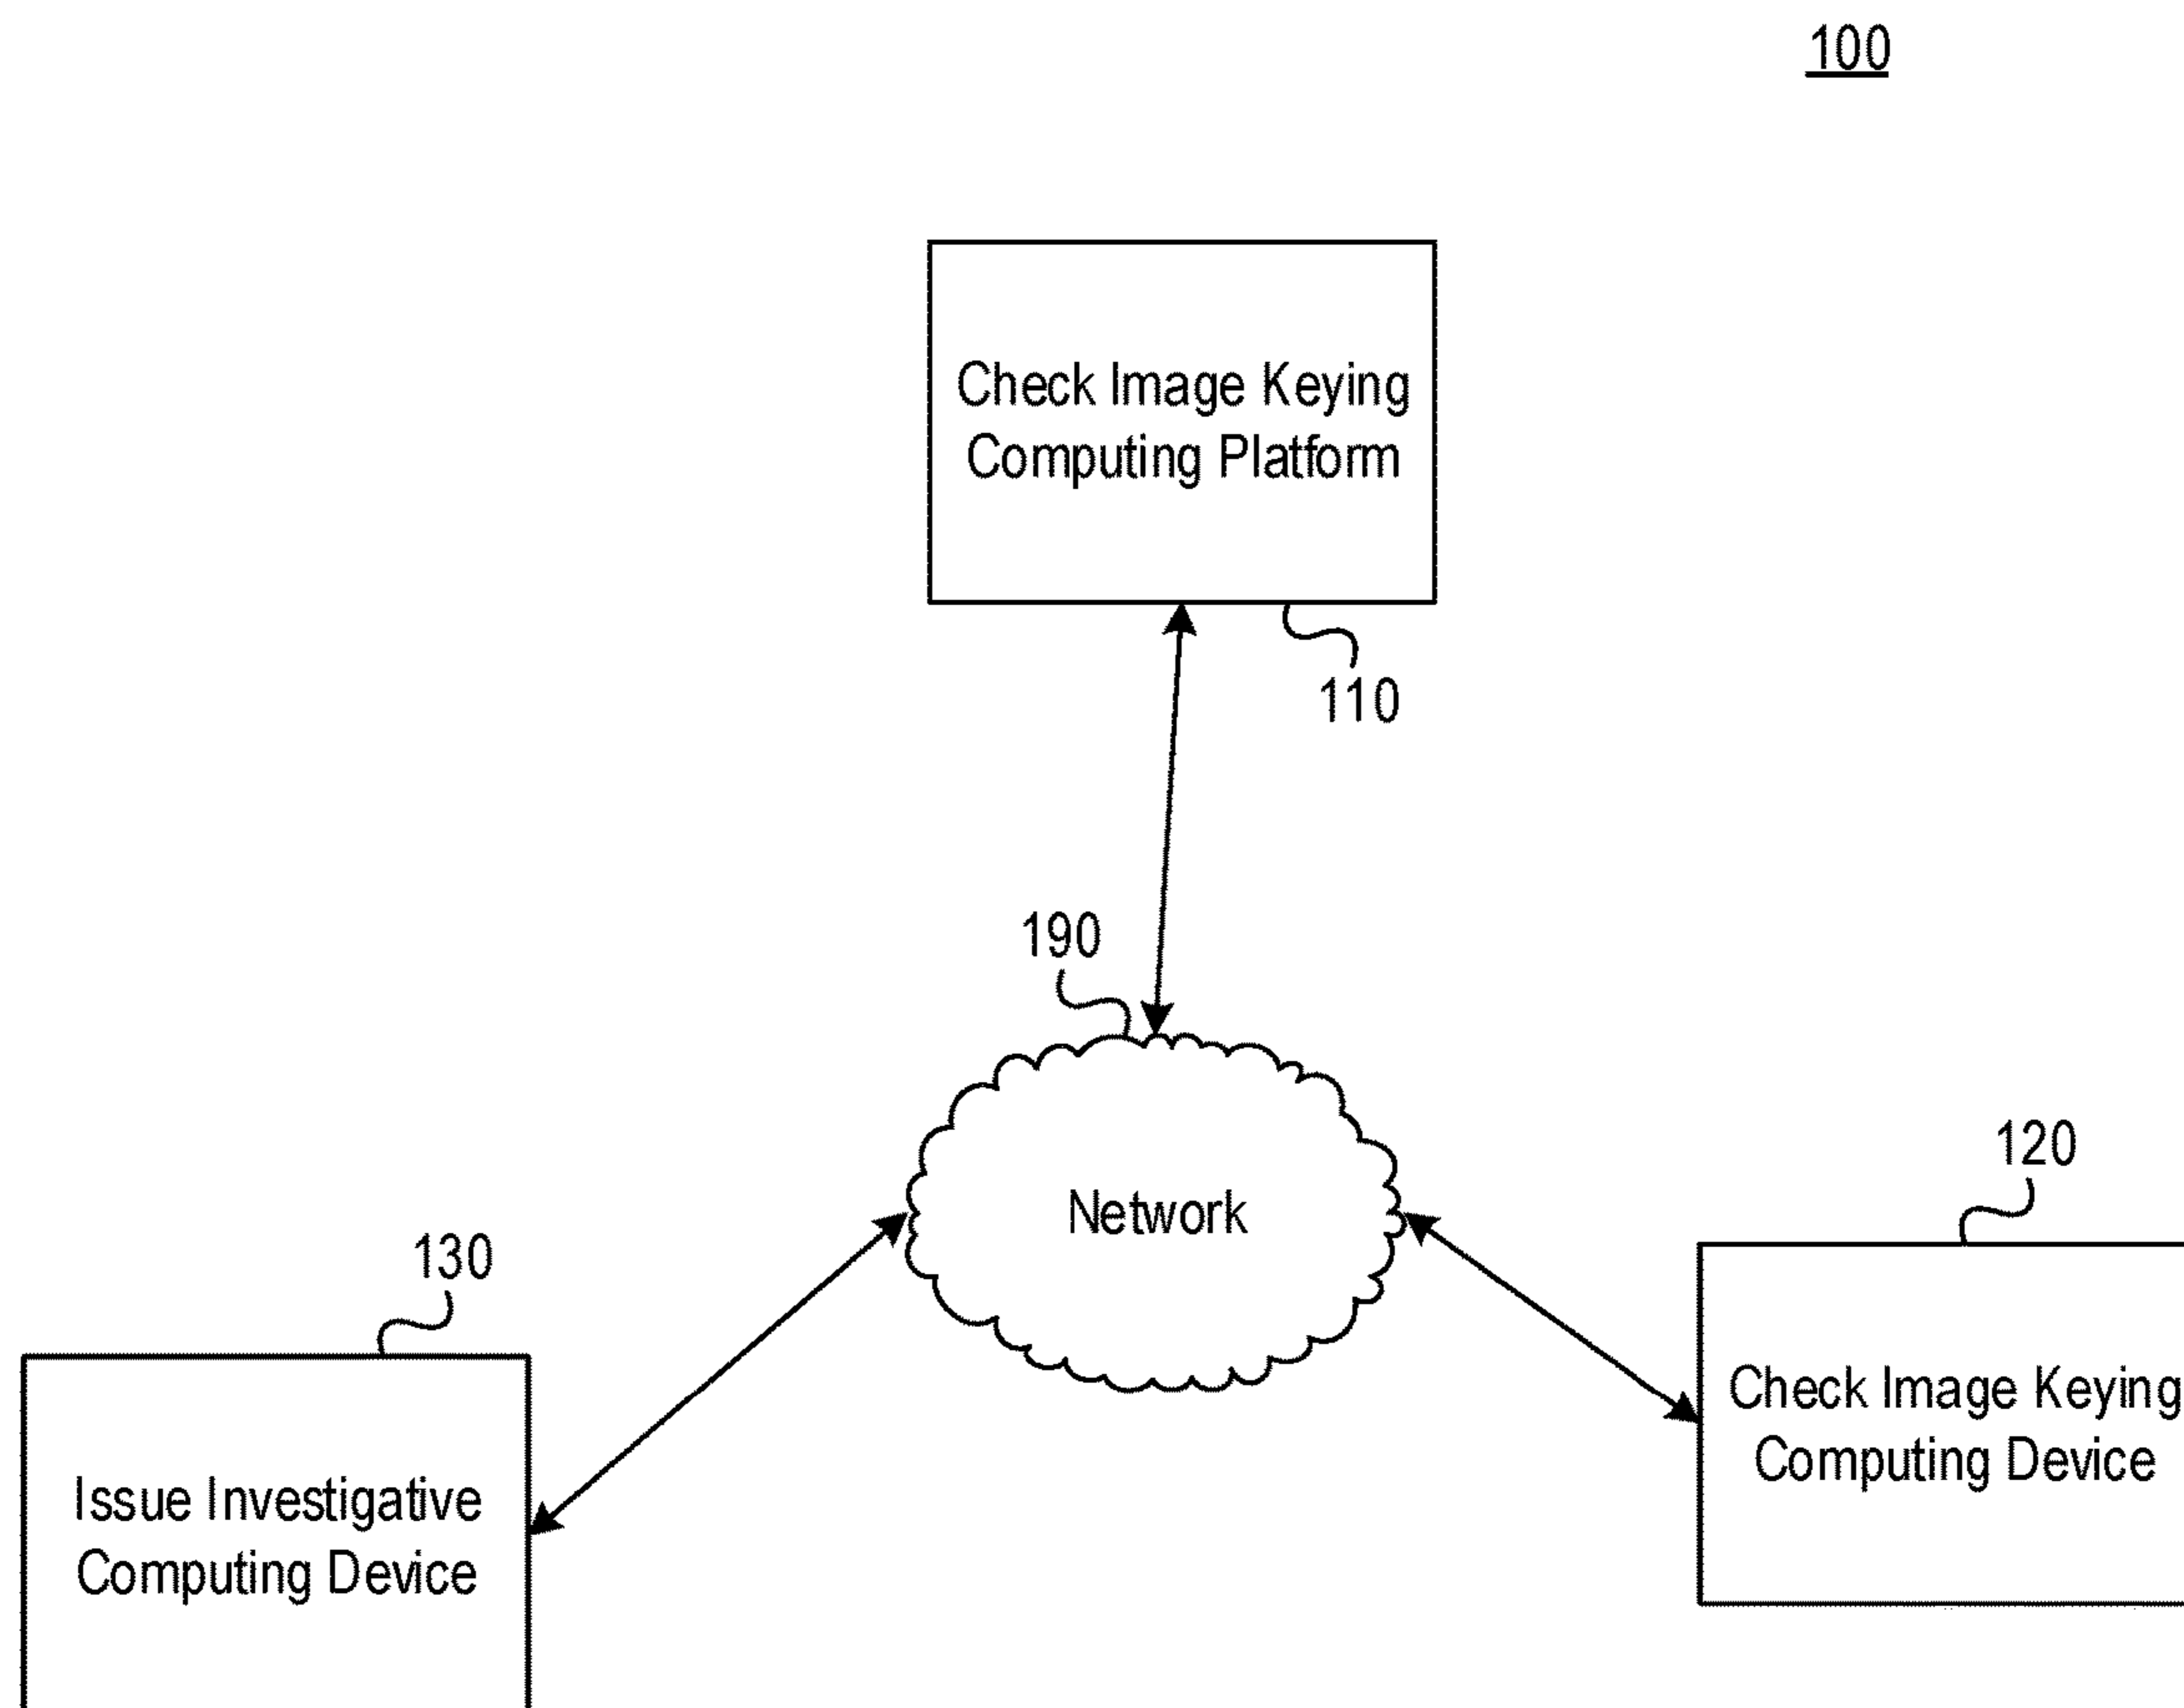 100
Check Image Keying
Computing Platform
110
190
Network
120
130
Check Image Keying
Computing Device
Issue Investigative
Computing Device